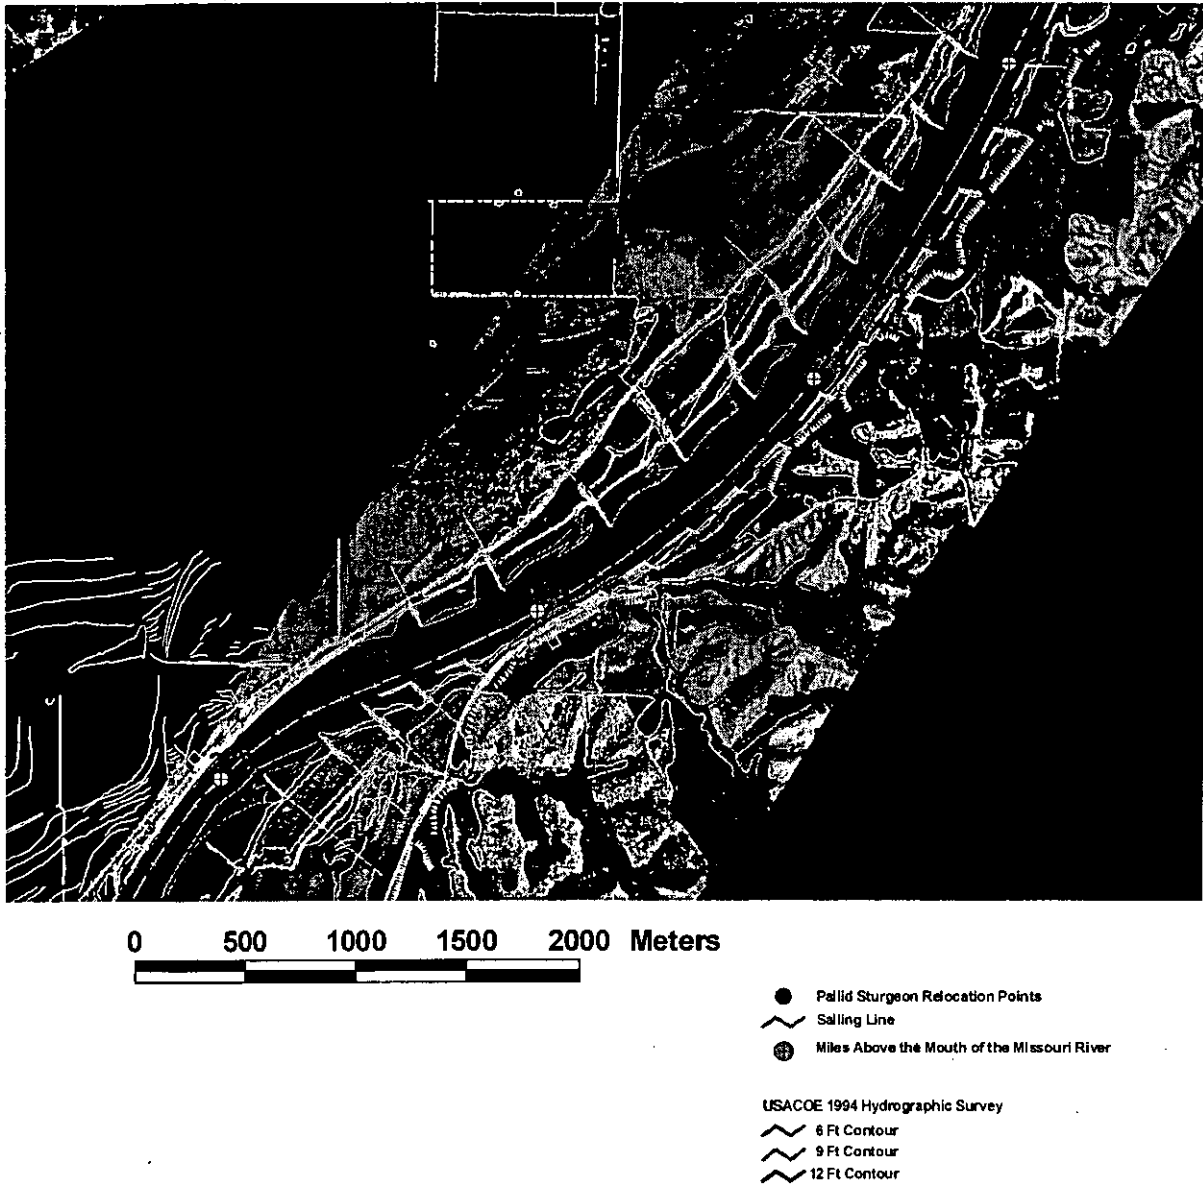 0 500 1000 1500 2000 Meters
Pallid Sturgeon Relocation Points
Sailing Line
Miles Above the Mouth of the Missouri River
USACOE 1994 Hydrographic Survey
6 Ft Contour
9 Ft Contour
12 Ft Contour